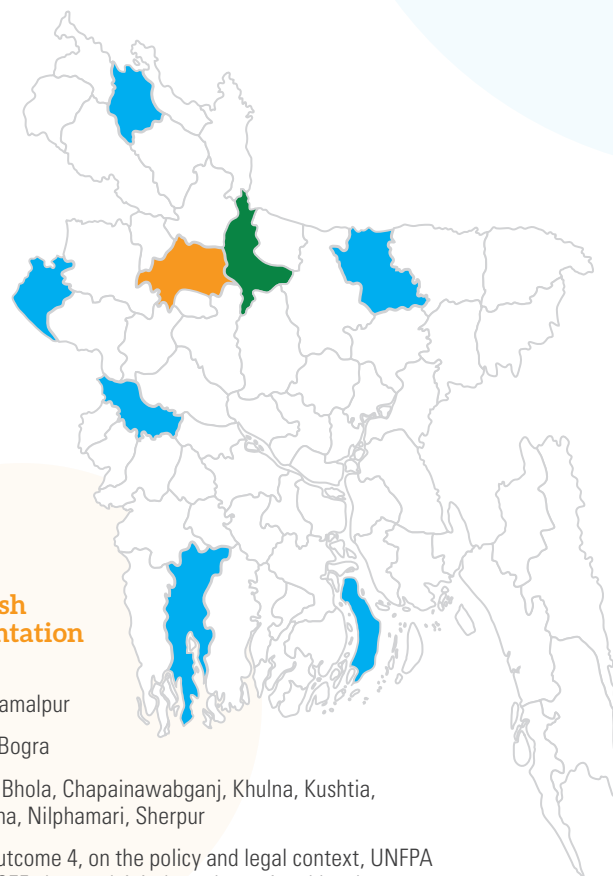 sh
ntation
amalpur
Bogra
Bhola, Chapainawabganj, Khulna, Kushtia,
na, Nilphamari, Sherpur
utcome 4, on the policy and legal context, UNFPA